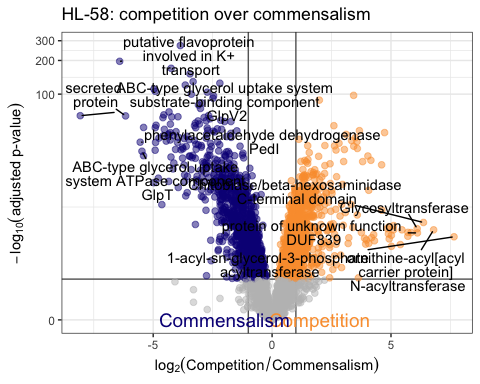 HL-58: competition over commensalism
putative flavoprotein
involved in K+
transport
secreted
protein
ABC-type glycerol uptake system
substrate-binding component
GlpV2
phenylacetaldehyde dehydrogenase
PedI
ABC-type glycerol uptake
system ATPase component
GlpT
/beta-hexosaminidase
C-terminal domain
Glycosyltransferase
protein of unknown function
DUF839
1-acyl-sn-glycerol-3-phosphate
acyltransferase
ornithine-acyl[acyl
carrier protein]
N-acyltransferase
Commensalism
Competition
300
200
100
0
-5
0
5
−log10(adjusted p-value)
log2(Competition/Commensalism)